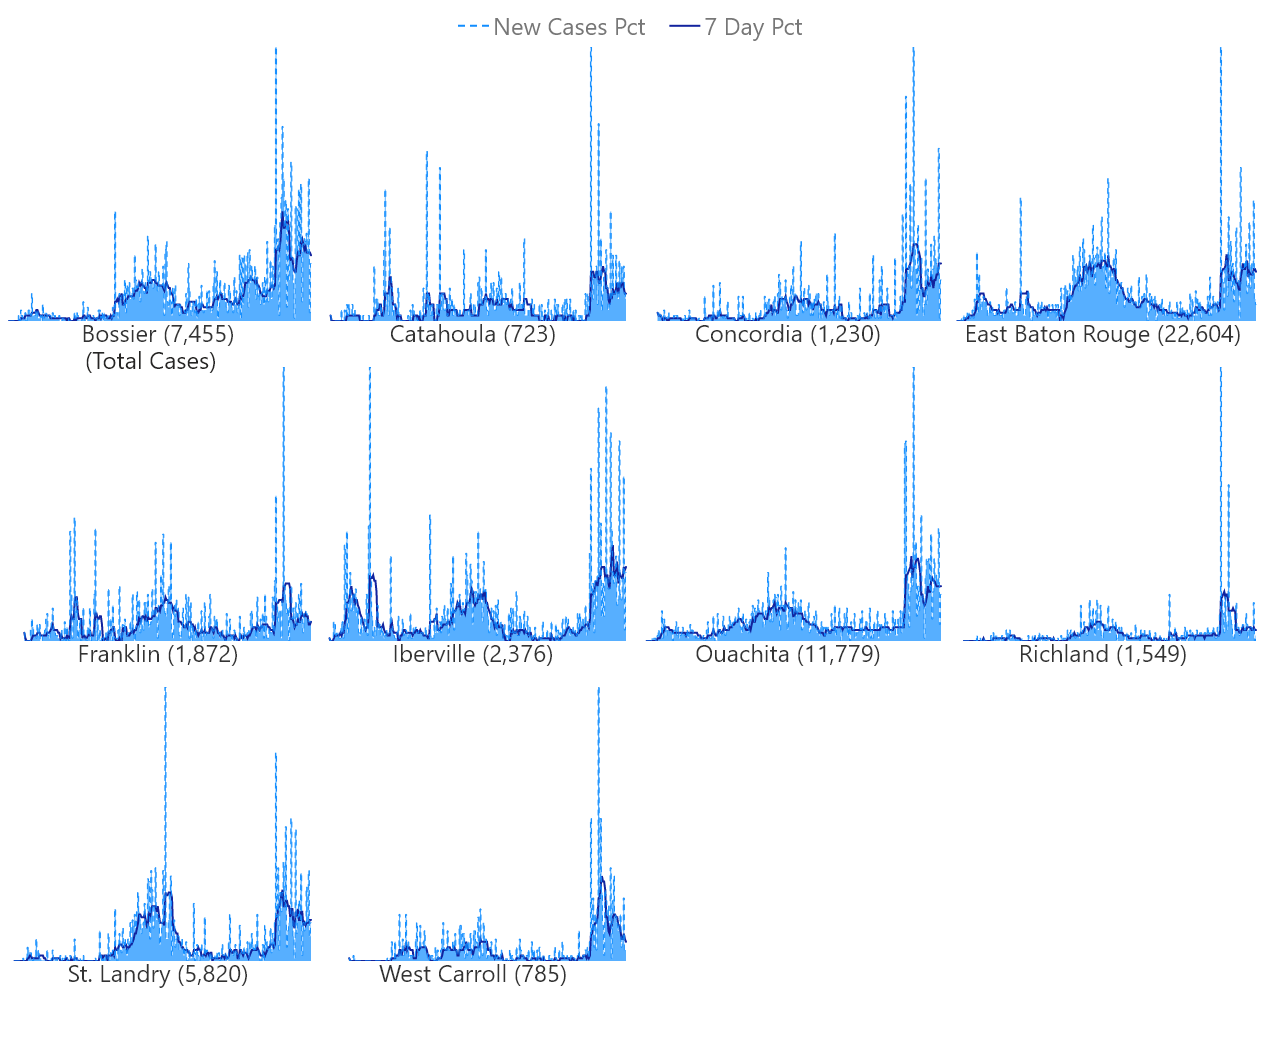 New Cases Pct 7 Day Pct
Bossier (7,455)
(Total Cases)
Catahoula (723)
Concordia (1,230)
East Baton Rouge (22,604)
Franklin (1,872)
Iberville (2,376)
Ouachita (11,779)
Richland (1,549)
St. Landry (5,820)
West Carroll (785)